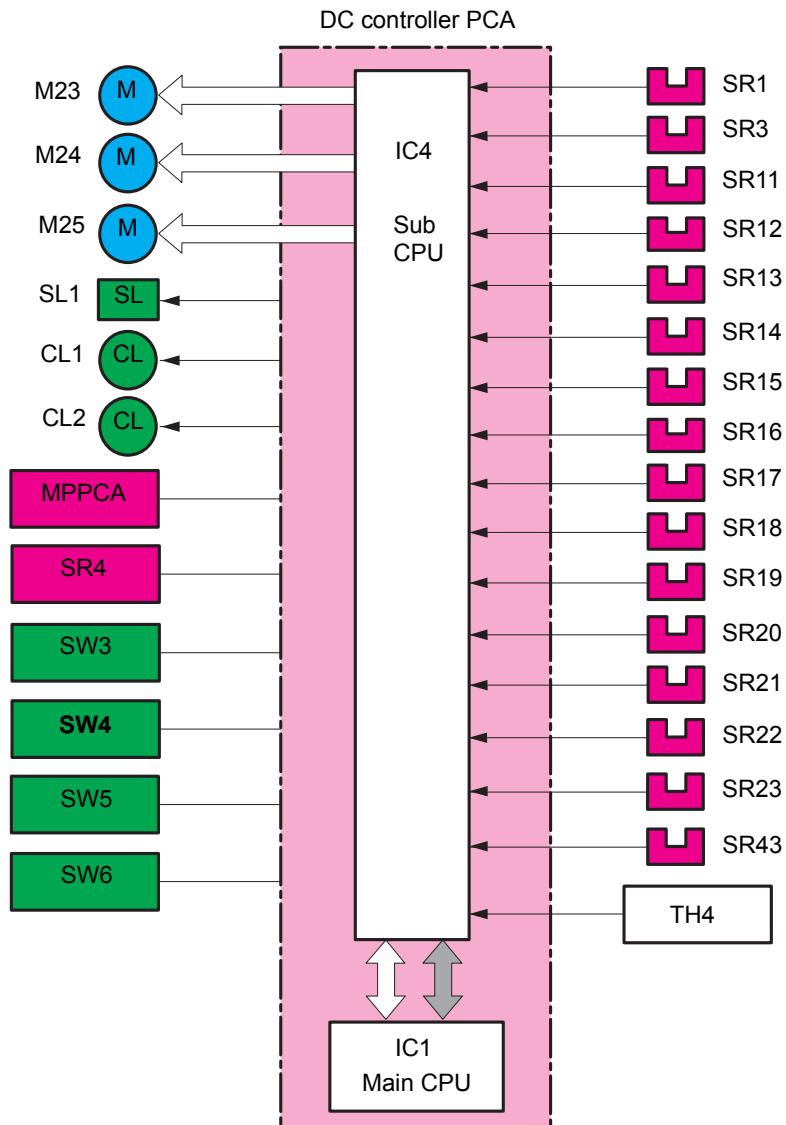 DC controller PCA
M23
M
M24
M
M25
M
SL1
SL
CL1
CL
CL2
CL
MPPCA
SR4
SW3
SW4
SW5
SW6
IC4
Sub
CPU
IC1
Main CPU
SR1
SR3
SR11
SR12
SR13
SR14
SR15
SR16
SR17
SR18
SR19
SR20
SR21
SR22
SR23
SR43
TH4